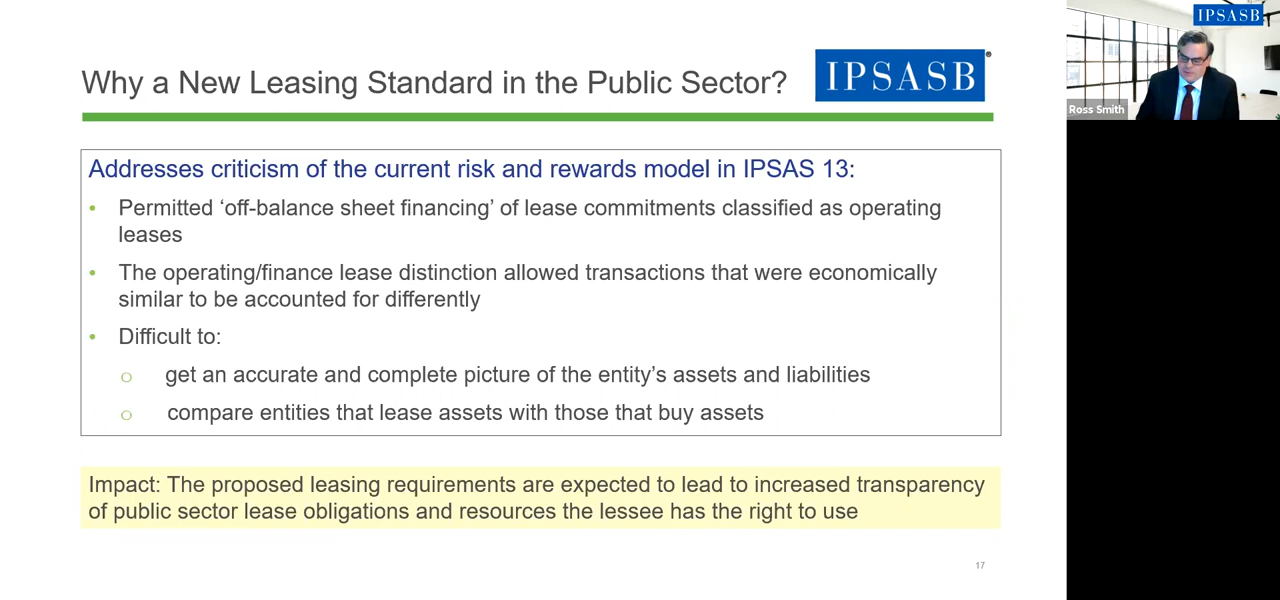 Why a New Leasing Standard in the Public Sector?
IPSASB®
Addresses criticism of the current risk and rewards model in IPSAS 13:
• Permitted ‘off-balance sheet financing’ of lease commitments classified as operating
leases
• The operating/finance lease distinction allowed transactions that were economically
similar to be accounted for differently
• Difficult to:
o get an accurate and complete picture of the entity’s assets and liabilities
o compare entities that lease assets with those that buy assets
Impact: The proposed leasing requirements are expected to lead to increased transparency
of public sector lease obligations and resources the lessee has the right to use
17
IPSASB
Ross Smith